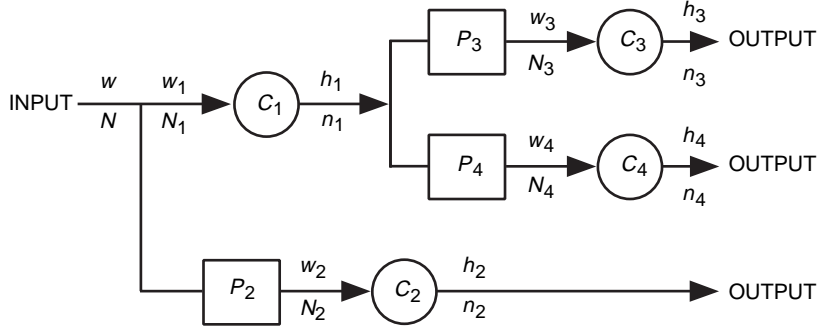 INPUT
w
N
w1
N1
C1
h1
n1
P3
w3
N3
C3
h3
n3
OUTPUT
P4
w4
N4
C4
h4
n4
OUTPUT
P2
w2
N2
C2
h2
n2
OUTPUT